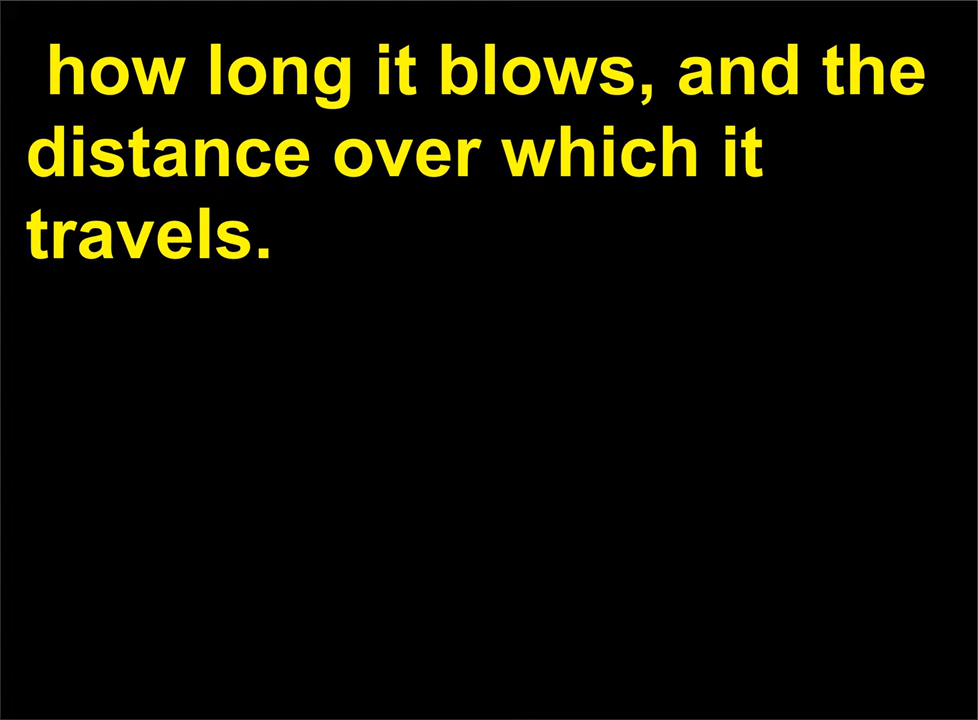 how long it blows, and the
distance over which it
travels.